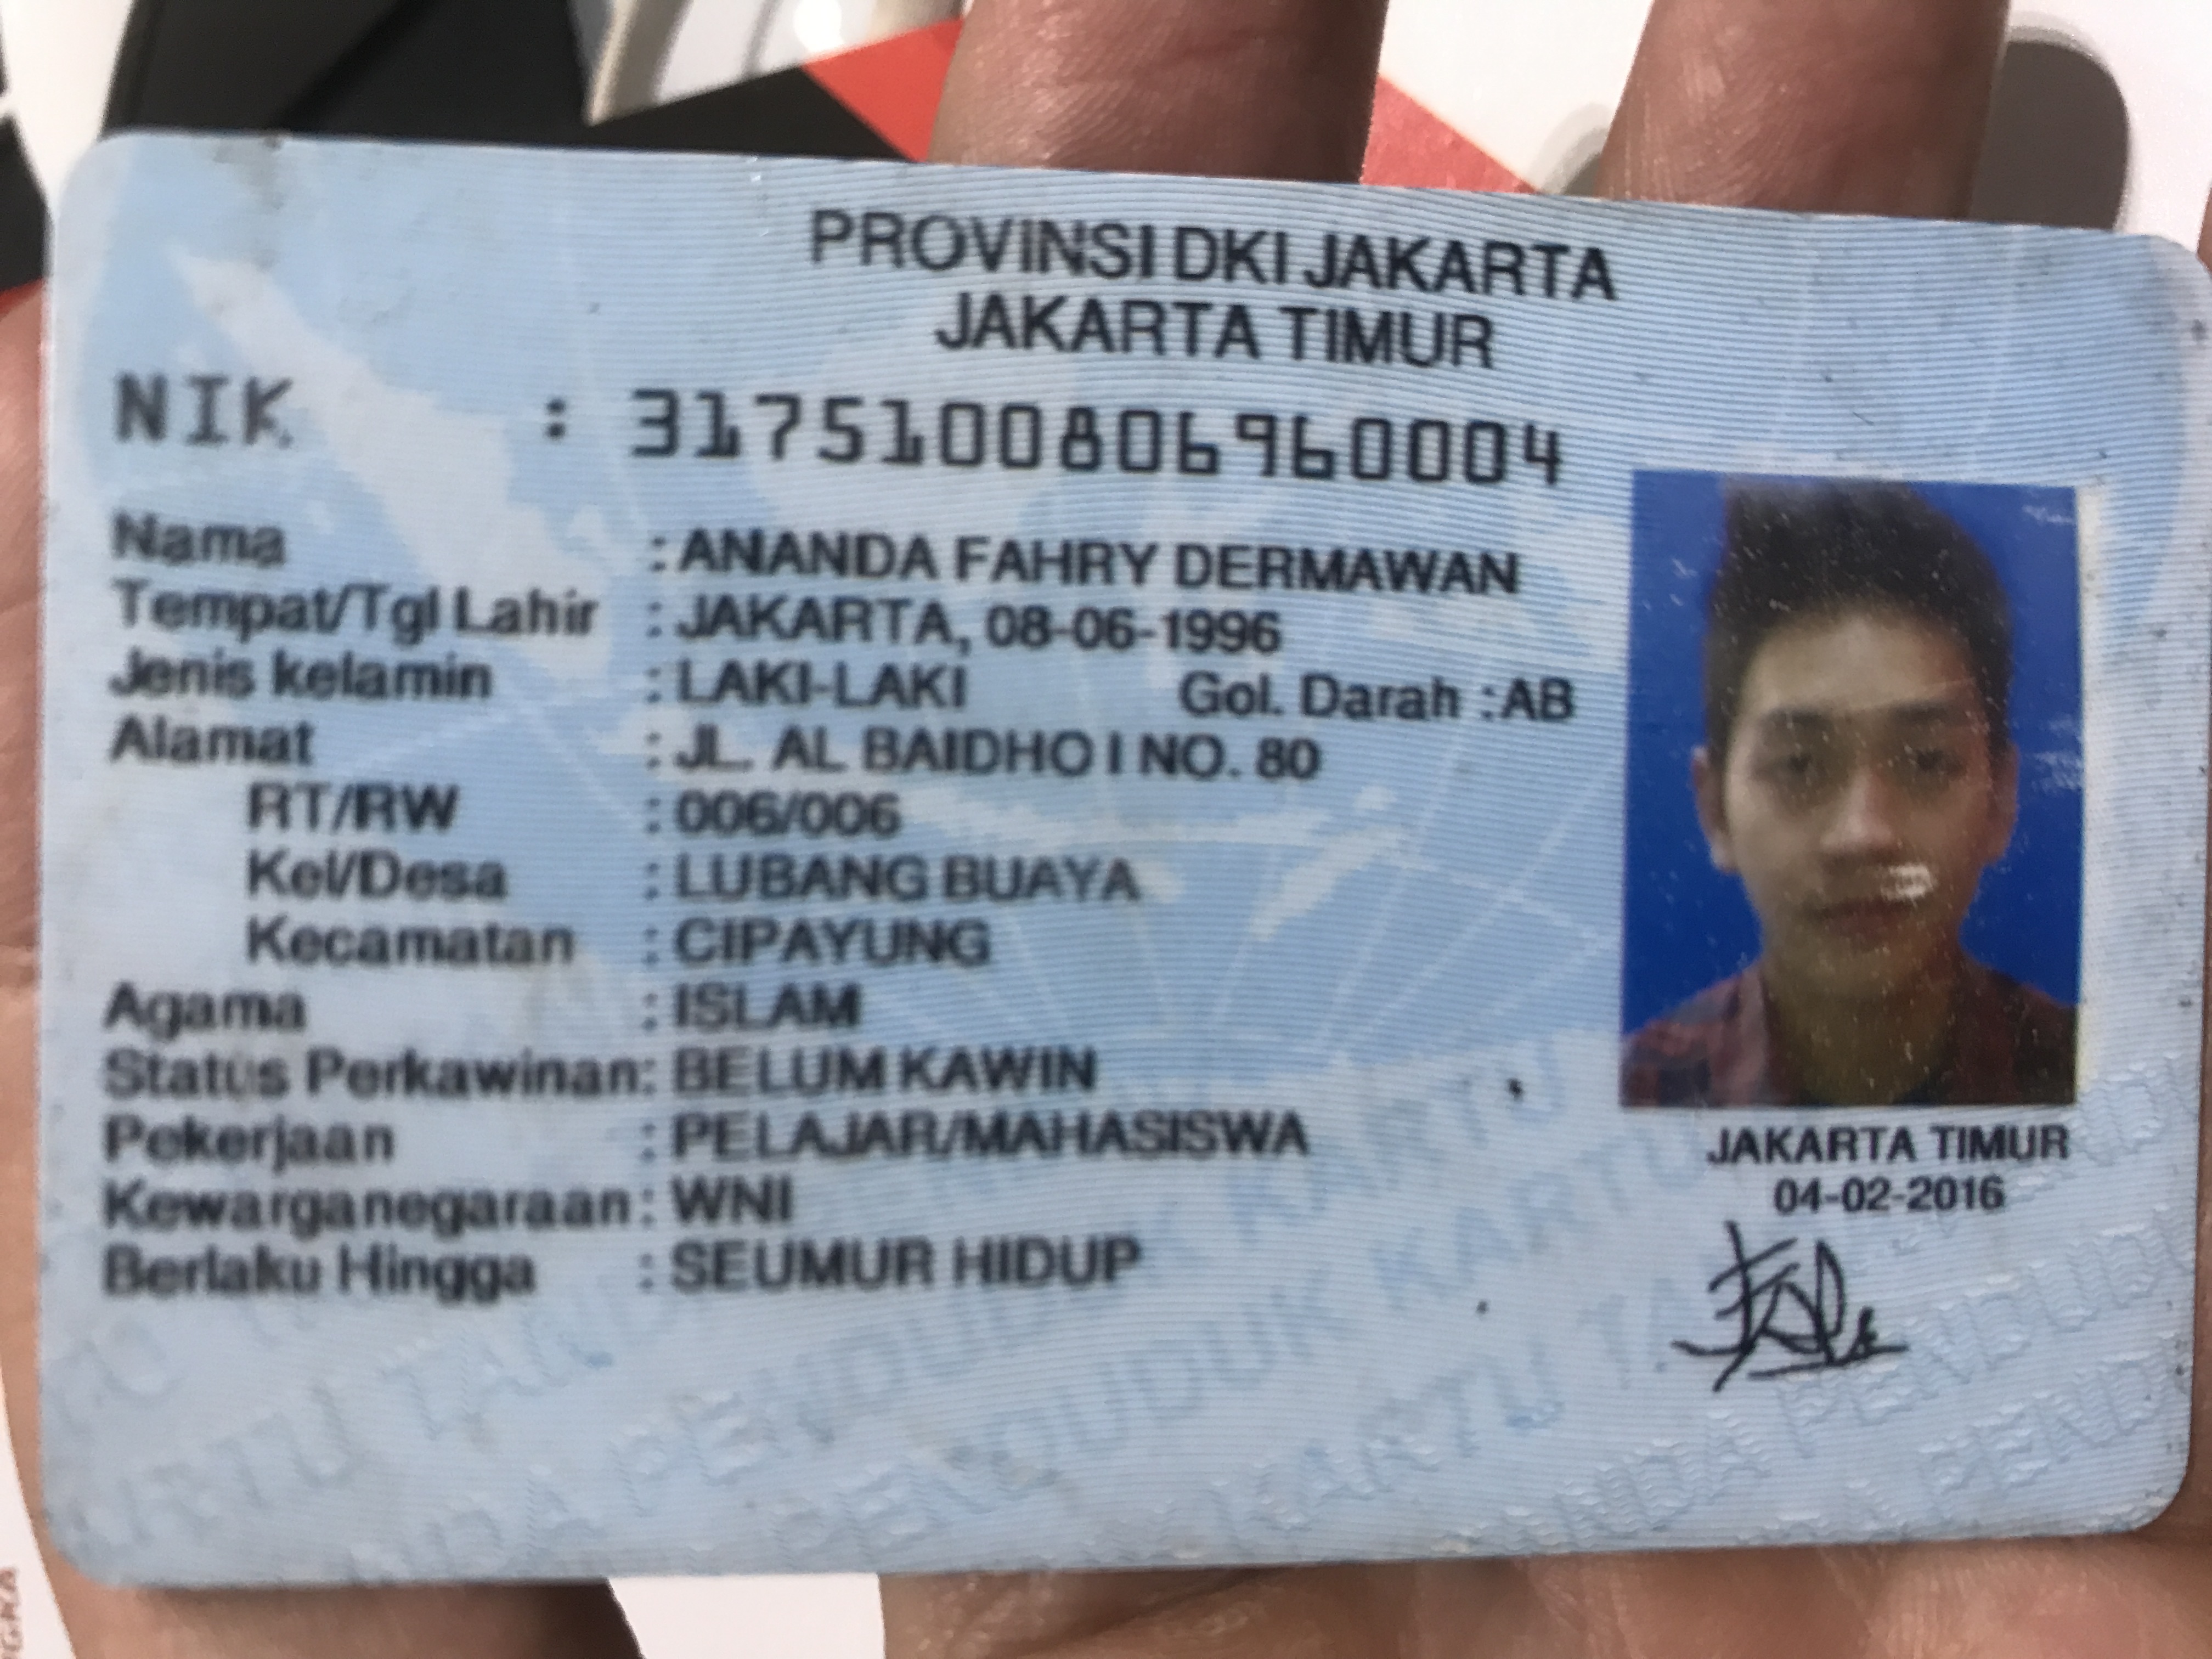 PROVINSI DKI JAKARTA
JAKARTA TIMUR
NIK : 3175100806960004
Nama : ANANDA FAHRY DERMAWAN
Tempat/Tgl Lahir : JAKARTA, 08-06-1996
Jenis kelamin : LAKI-LAKI Gol. Darah : AB
Alamat : JL. AL BAIDHO I NO. 80
RT/RW : 006/006
Kel/Desa : LUBANG BUAYA
Kecamatan : CIPAYUNG
Agama : ISLAM
Status Perkawinan: BELUM KAWIN
Pekerjaan : PELAJAR/MAHASISWA
Kewarganegaraan: WNI
Berlaku Hingga : SEUMUR HIDUP
JAKARTA TIMUR
04-02-2016